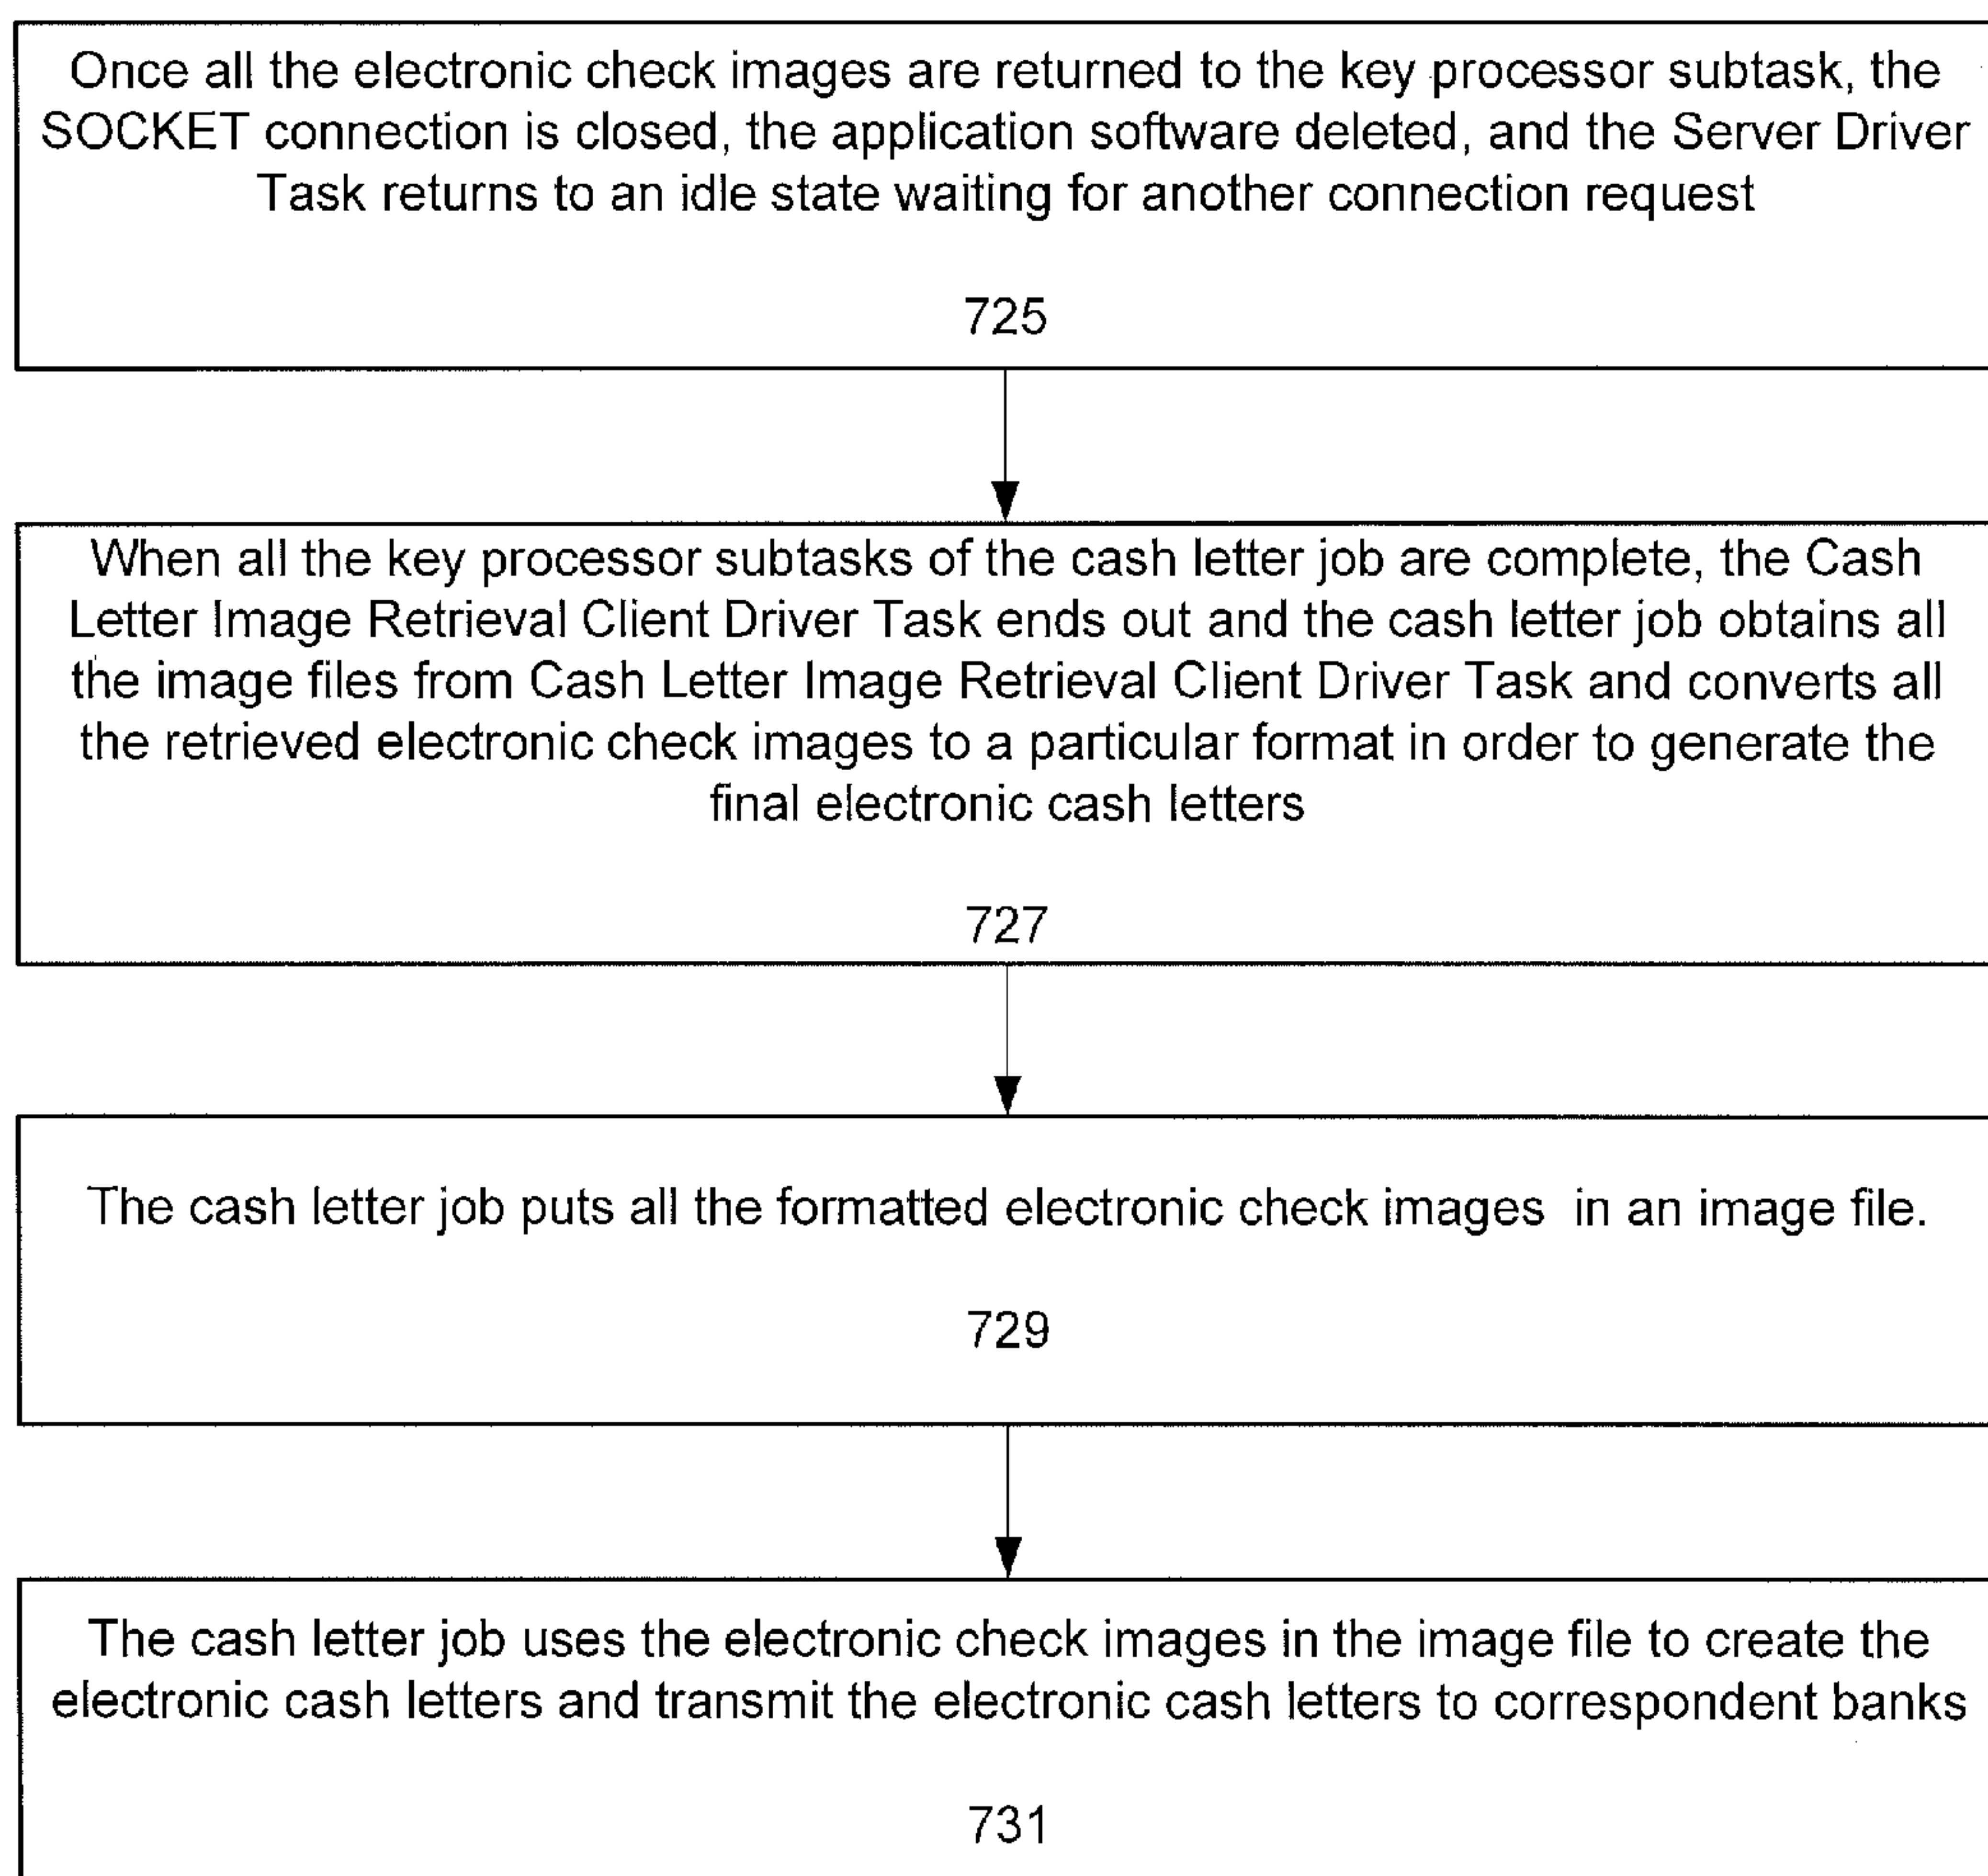 Once all the electronic check images are returned to the key processor subtask, the
SOCKET connection is closed, the application software deleted, and the Server Driver
Task returns to an idle state waiting for another connection request
725
When all the key processor subtasks of the cash letter job are complete, the Cash
Letter Image Retrieval Client Driver Task ends out and the cash letter job obtains all
the image files from Cash Letter Image Retrieval Client Driver Task and converts all
the retrieved electronic check images to a particular format in order to generate the
final electronic cash letters
727
The cash letter job puts all the formatted electronic check images in an image file.
729
The cash letter job uses the electronic check images in the image file to create the
electronic cash letters and transmit the electronic cash letters to correspondent banks
731